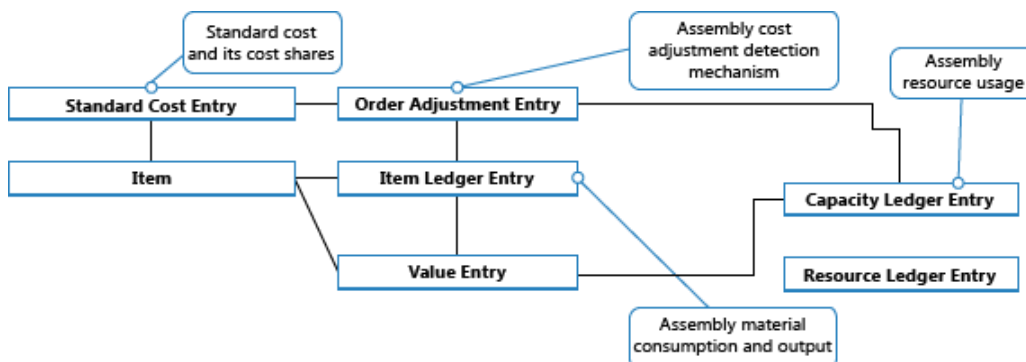 Standard cost
and its cost shares
Assembly cost
adjustment detection
mechanism
Assembly
resource usage
Standard Cost Entry
Order Adjustment Entry
Item
Item Ledger Entry
Capacity Ledger Entry
Value Entry
Resource Ledger Entry
Assembly material
consumption and output